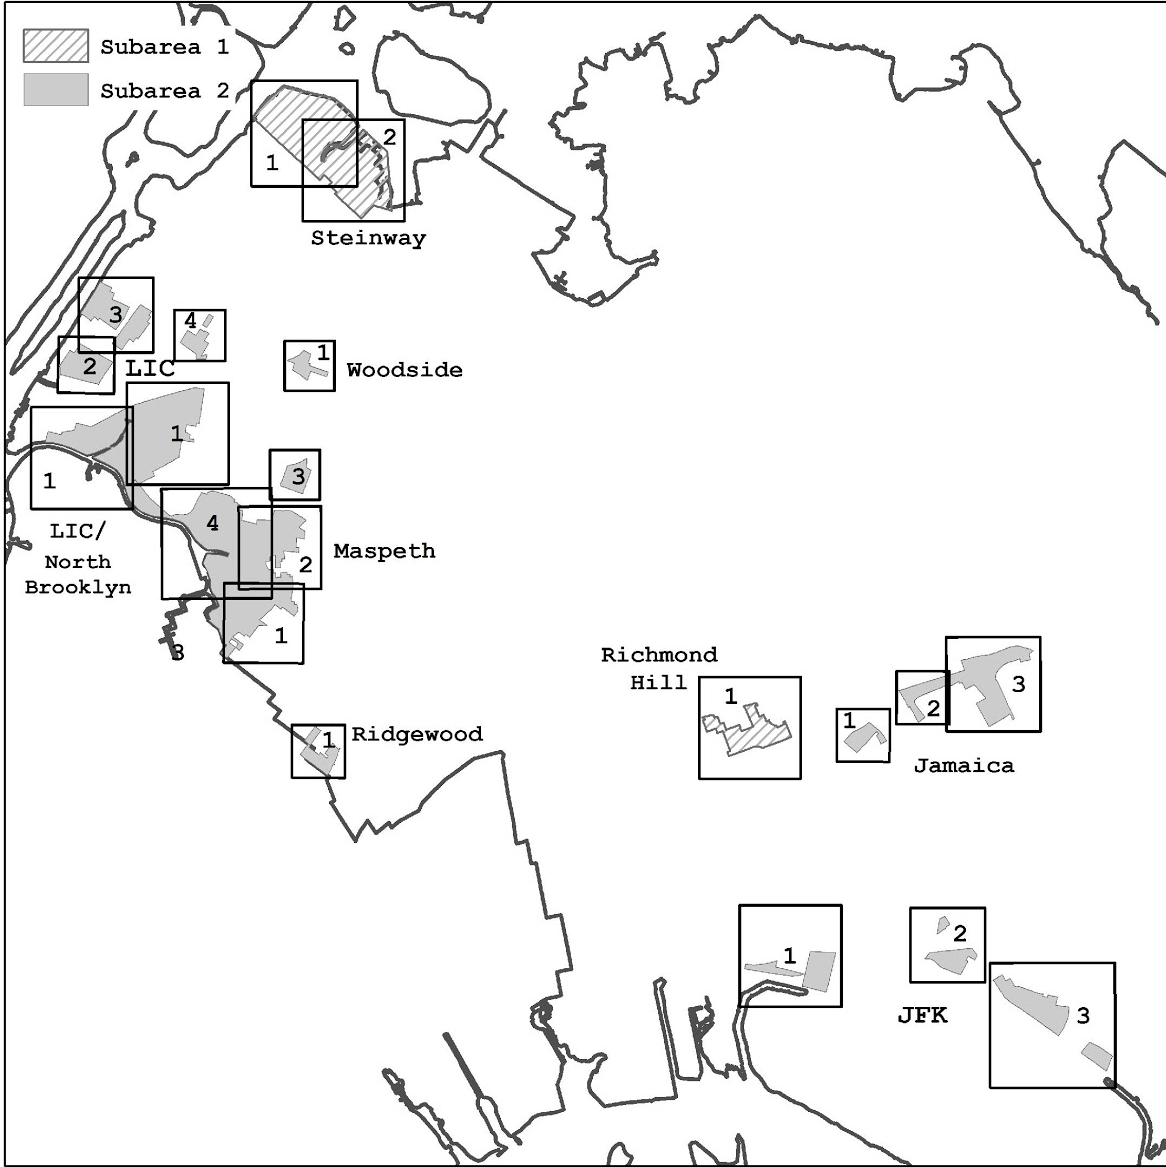 Subarea 1
Subarea 2
1
2
Steinway
3
4
2
LIC
1
Woodside
1
1
3
LIC/
North
Brooklyn
4
2
Maspeth
1
3
Richmond
Hill
1
1
2
3
Jamaica
1
Ridgewood
1
2
JFK
3